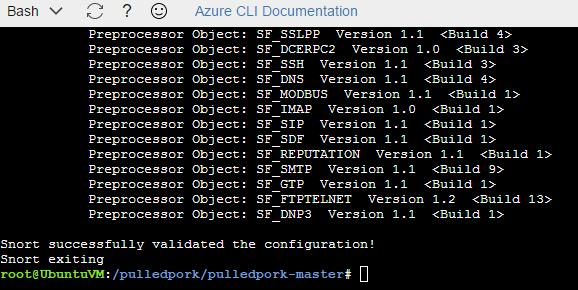 Bash ? Azure CLI Documentation
Preprocessor Object: SF_SSLPP Version 1.1 <Build 4>
Preprocessor Object: SF_DCERPC2 Version 1.0 <Build 3>
Preprocessor Object: SF_SSH Version 1.1 <Build 3>
Preprocessor Object: SF_DNS Version 1.1 <Build 4>
Preprocessor Object: SF_MODBUS Version 1.1 <Build 1>
Preprocessor Object: SF_IMAP Version 1.0 <Build 1>
Preprocessor Object: SF_SIP Version 1.1 <Build 1>
Preprocessor Object: SF_SDF Version 1.1 <Build 1>
Preprocessor Object: SF_REPUTATION Version 1.1 <Build 1>
Preprocessor Object: SF_SMTP Version 1.1 <Build 9>
Preprocessor Object: SF_GTP Version 1.1 <Build 1>
Preprocessor Object: SF_FTPTELNET Version 1.2 <Build 13>
Preprocessor Object: SF_DNP3 Version 1.1 <Build 1>
Snort successfully validated the configuration!
Snort exiting
root@UbuntuVM:/pulledpork/pulledpork-master#